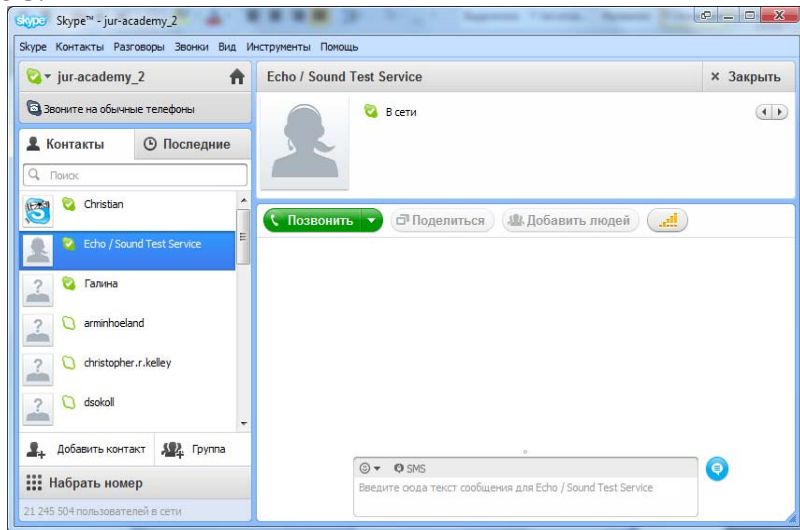 skype Skype™ - jur-academy_2
Skype Контакты Разговоры Звонки Вид Инструменты Помощь
jur-academy_2
Звоните на обычные телефоны
Контакты Последние
Поиск
Christian
Echo / Sound Test Service
Галина
arminhoeland
christopher.r.kelley
dsokoll
Добавить контакт Группа
Набрать номер
21 245 504 пользователей в сети
Echo / Sound Test Service × Закрыть
В сети
Позвонить Поделиться Добавить людей
SMS
Введите сюда текст сообщения для Echo / Sound Test Service